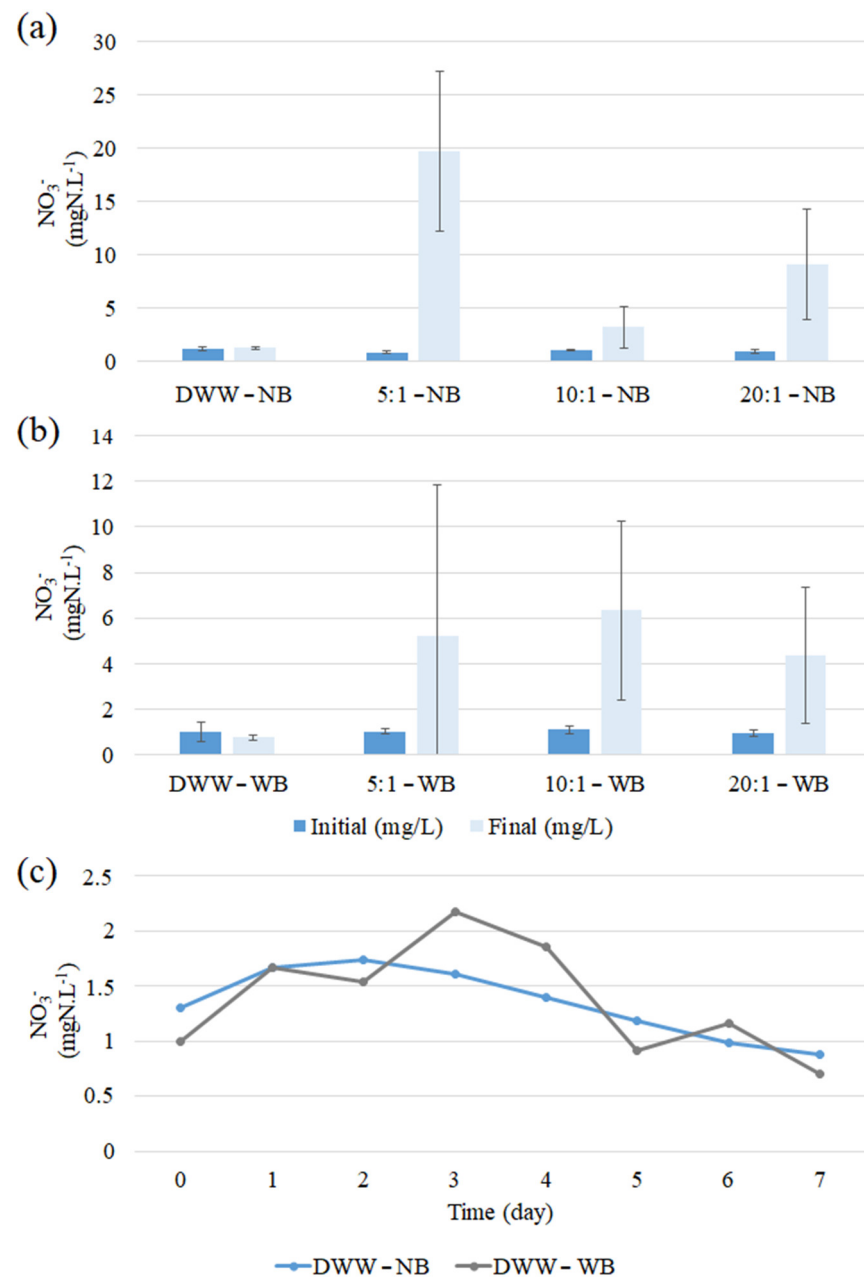 (a)
30
25
20
15
10
5
0
NO₃⁻
(mgN.L⁻¹)
DWW – NB 5:1 – NB 10:1 – NB 20:1 – NB
(b)
14
12
10
8
6
4
2
0
NO₃⁻
(mgN.L⁻¹)
DWW – WB 5:1 – WB 10:1 – WB 20:1 – WB
Initial (mg/L) Final (mg/L)
(c)
2.5
2
1.5
1
0.5
0
NO₃⁻
(mgN.L⁻¹)
0 1 2 3 4 5 6 7
Time (day)
DWW – NB DWW – WB